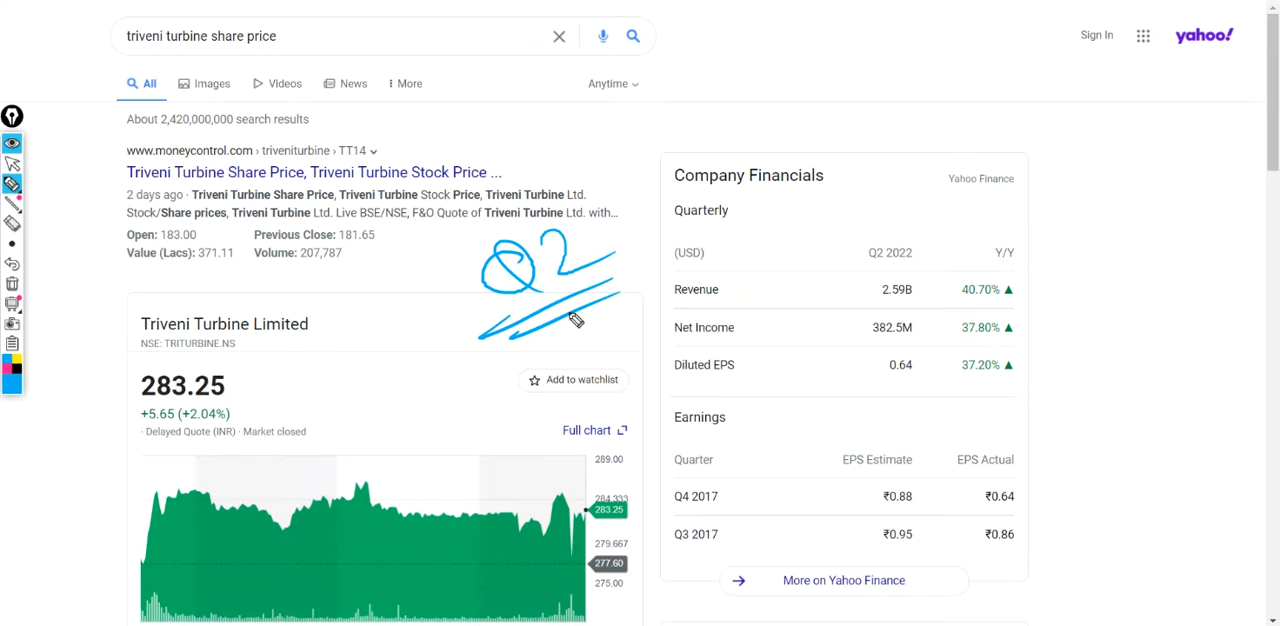 triveni turbine share price
Sign In
yahoo!
All Images Videos News More
Anytime
About 2,420,000,000 search results
www.moneycontrol.com › triveniturbine › TT14
Triveni Turbine Share Price, Triveni Turbine Stock Price ...
2 days ago · Triveni Turbine Share Price, Triveni Turbine Stock Price, Triveni Turbine Ltd.
Stock/Share prices, Triveni Turbine Ltd. Live BSE/NSE, F&O Quote of Triveni Turbine Ltd. with...
Open: 183.00 Previous Close: 181.65
Value (Lacs): 371.11 Volume: 207,787
Q2
Triveni Turbine Limited
NSE: TRITURBINE.NS
283.25
Add to watchlist
+5.65 (+2.04%)
· Delayed Quote (INR) · Market closed
Full chart
289.00
284.333
283.25
279.667
277.60
275.00
Company Financials
Yahoo Finance
Quarterly
(USD) Q2 2022 Y/Y
Revenue 2.59B 40.70% ▲
Net Income 382.5M 37.80% ▲
Diluted EPS 0.64 37.20% ▲
Earnings
Quarter EPS Estimate EPS Actual
Q4 2017 ₹0.88 ₹0.64
Q3 2017 ₹0.95 ₹0.86
More on Yahoo Finance